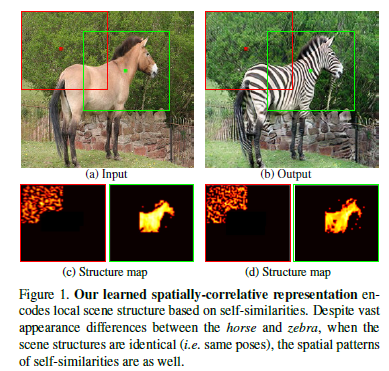 (a) Input
(b) Output
(c) Structure map
(d) Structure map
Figure 1. Our learned spatially-correlative representation en-
codes local scene structure based on self-similarities. Despite vast
appearance differences between the horse and zebra, when the
scene structures are identical (i.e. same poses), the spatial patterns
of self-similarities are as well.